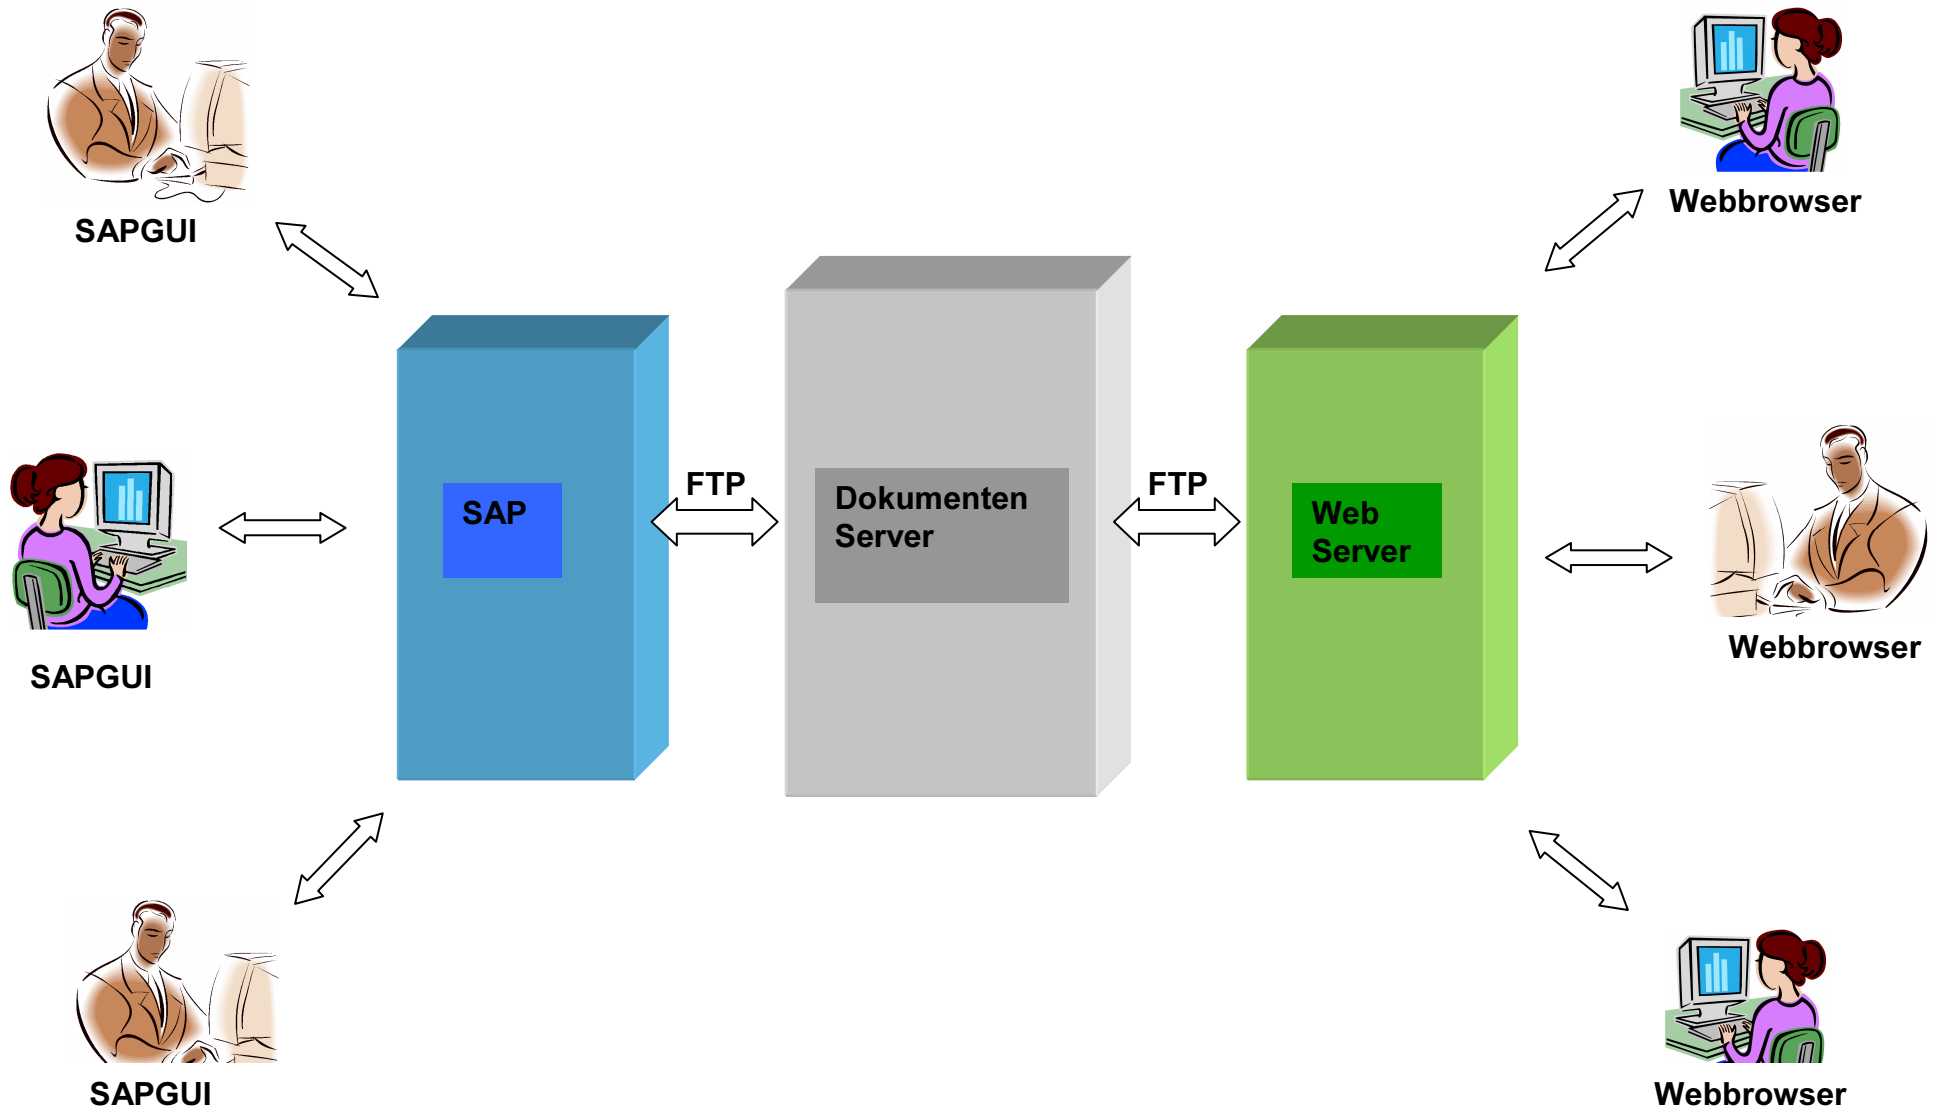 Webbrowser
SAPGUI
FTP
FTP
SAP
Dokumenten
Server
Web
Server
Webbrowser
SAPGUI
SAPGUI
Webbrowser